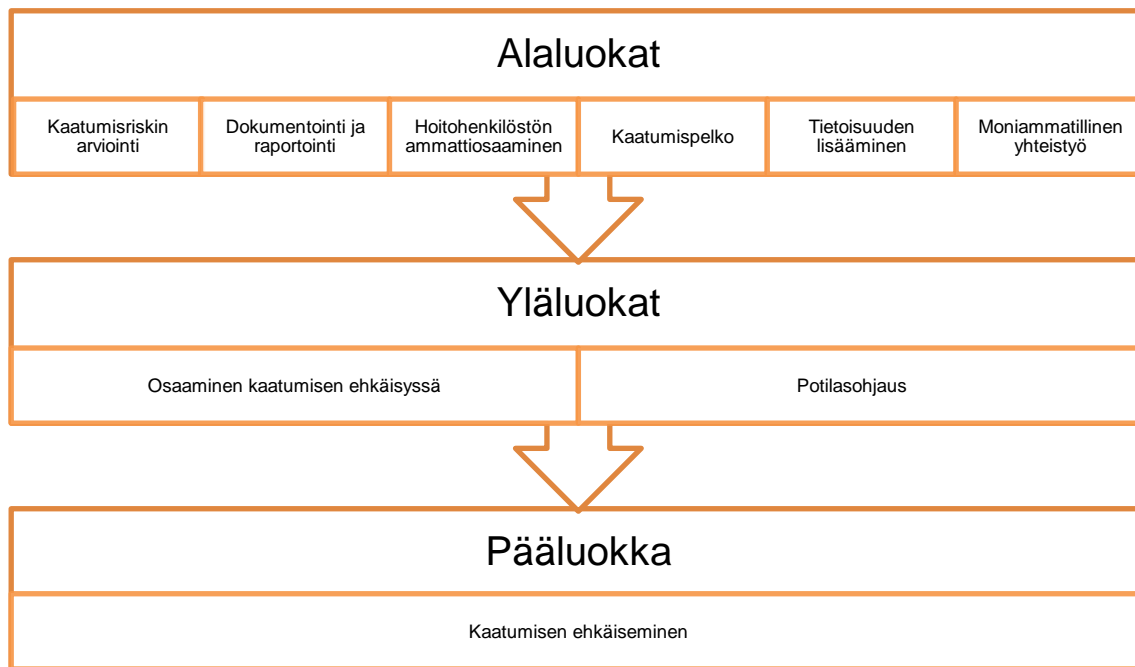 Alaluokat
Kaatumisriskin
arviointi
Dokumentointi ja
raportointi
Hoitohenkilöstön
ammattiosaaminen
Kaatumispelko
Tietoisuuden
lisääminen
Moniammatillinen
yhteistyö
Yläluokat
Osaaminen kaatumisen ehkäisyssä
Potilasohjaus
Pääluokka
Kaatumisen ehkäiseminen